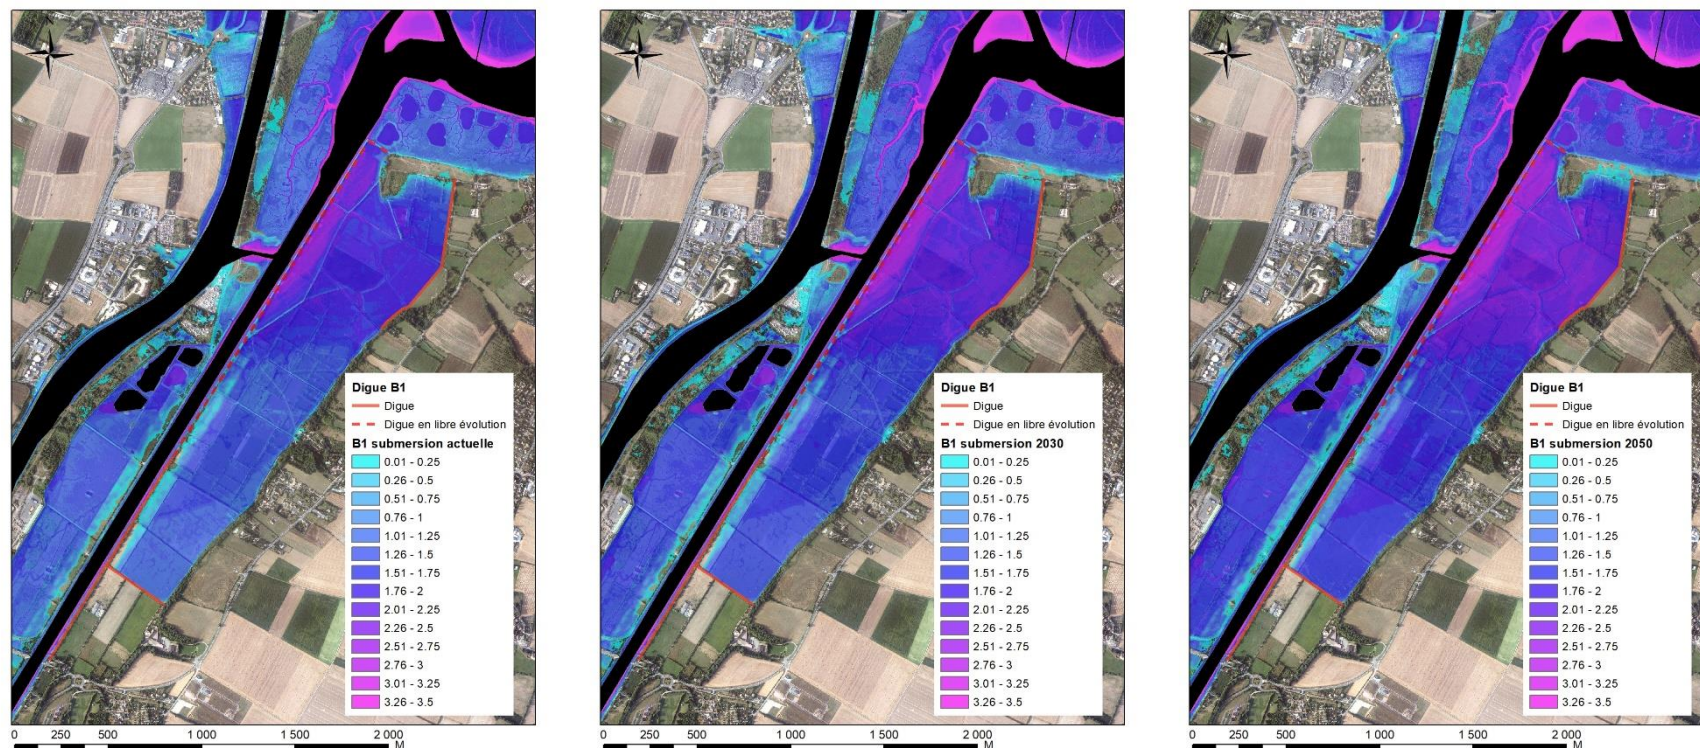 Digue B1
Digue
Digue en libre évolution
B1 submersion actuelle
0.01 - 0.25
0.26 - 0.5
0.51 - 0.75
0.76 - 1
1.01 - 1.25
1.26 - 1.5
1.51 - 1.75
1.76 - 2
2.01 - 2.25
2.26 - 2.5
2.51 - 2.75
2.76 - 3
3.01 - 3.25
3.26 - 3.5
0 250 500 1 000 1 500 2 000
M
Digue B1
Digue
Digue en libre évolution
B1 submersion 2030
0.01 - 0.25
0.26 - 0.5
0.51 - 0.75
0.76 - 1
1.01 - 1.25
1.26 - 1.5
1.51 - 1.75
1.76 - 2
2.01 - 2.25
2.26 - 2.5
2.51 - 2.75
2.76 - 3
3.01 - 3.25
3.26 - 3.5
0 250 500 1 000 1 500 2 000
M
Digue B1
Digue
Digue en libre évolution
B1 submersion 2050
0.01 - 0.25
0.26 - 0.5
0.51 - 0.75
0.76 - 1
1.01 - 1.25
1.26 - 1.5
1.51 - 1.75
1.76 - 2
2.01 - 2.25
2.26 - 2.5
2.51 - 2.75
2.76 - 3
3.01 - 3.25
3.26 - 3.5
0 250 500 1 000 1 500 2 000
M